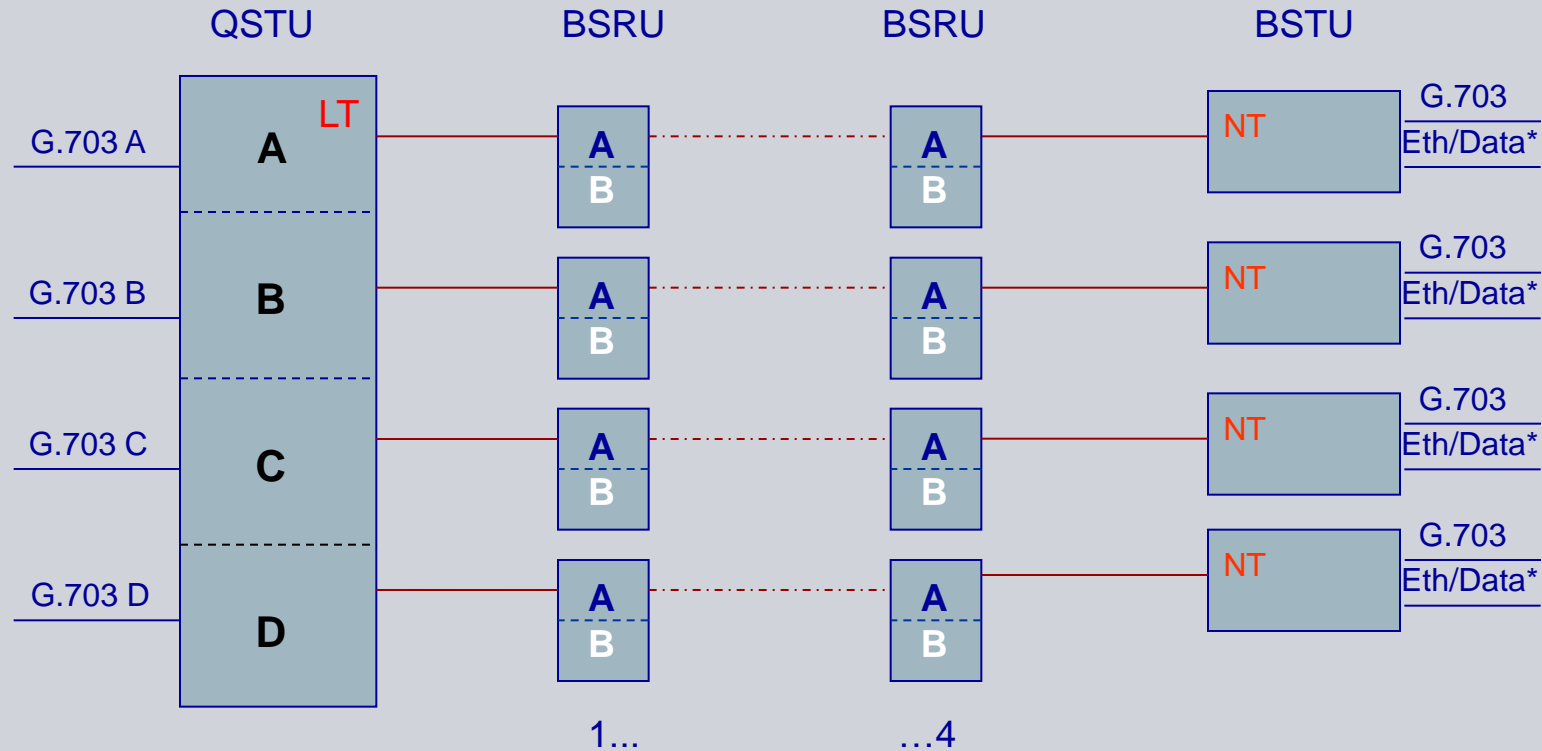 QSTU BSRU BSRU BSTU
LT
G.703 A A A B A B NT G.703
Eth/Data*
G.703 B B A B A B NT G.703
Eth/Data*
G.703 C C A B A B NT G.703
Eth/Data*
G.703 D D A B A B NT G.703
Eth/Data*
1... …4